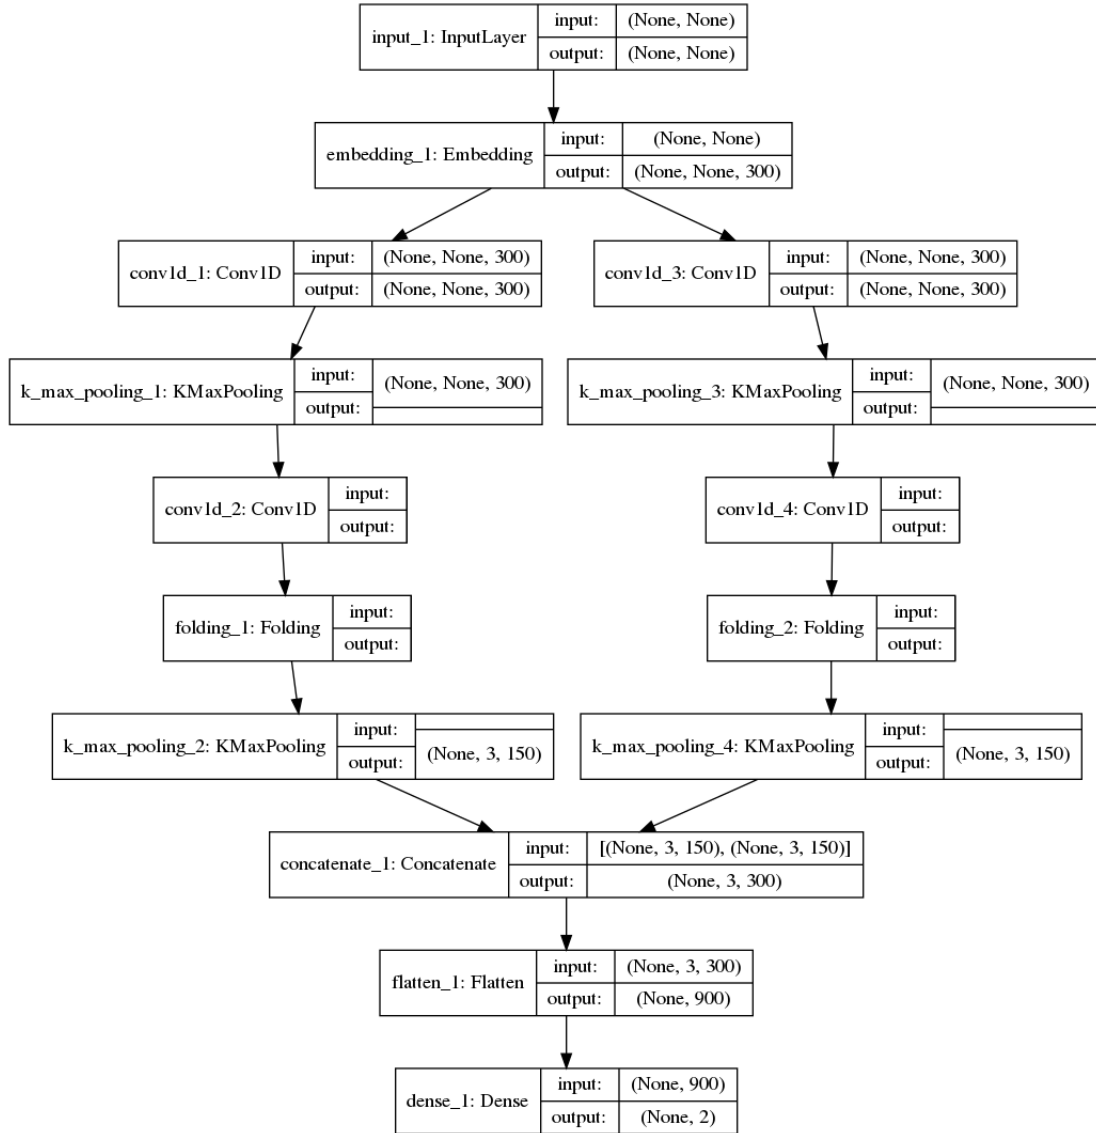 input_1: InputLayer
input: (None, None)
output: (None, None)
embedding_1: Embedding
input: (None, None)
output: (None, None, 300)
conv1d_1: Conv1D
input: (None, None, 300)
output: (None, None, 300)
conv1d_3: Conv1D
input: (None, None, 300)
output: (None, None, 300)
k_max_pooling_1: KMaxPooling
input: (None, None, 300)
output:
k_max_pooling_3: KMaxPooling
input: (None, None, 300)
output:
conv1d_2: Conv1D
input:
output:
conv1d_4: Conv1D
input:
output:
folding_1: Folding
input:
output:
folding_2: Folding
input:
output:
k_max_pooling_2: KMaxPooling
input:
output: (None, 3, 150)
k_max_pooling_4: KMaxPooling
input:
output: (None, 3, 150)
concatenate_1: Concatenate
input: [(None, 3, 150), (None, 3, 150)]
output: (None, 3, 300)
flatten_1: Flatten
input: (None, 3, 300)
output: (None, 900)
dense_1: Dense
input: (None, 900)
output: (None, 2)